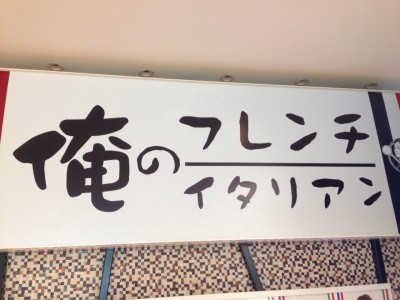 俺の
フレンチ
イタリアン